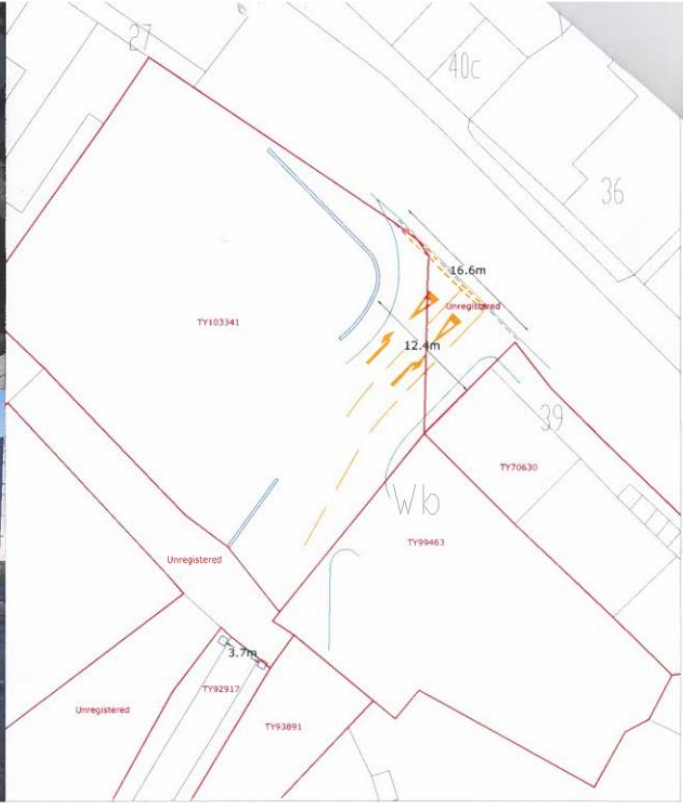 27
40c
36
16.6m
Unregistered
TY103341
12.4m
39
TY70630
Wb
TY99463
Unregistered
3.7m
TY92917
Unregistered
TY93891